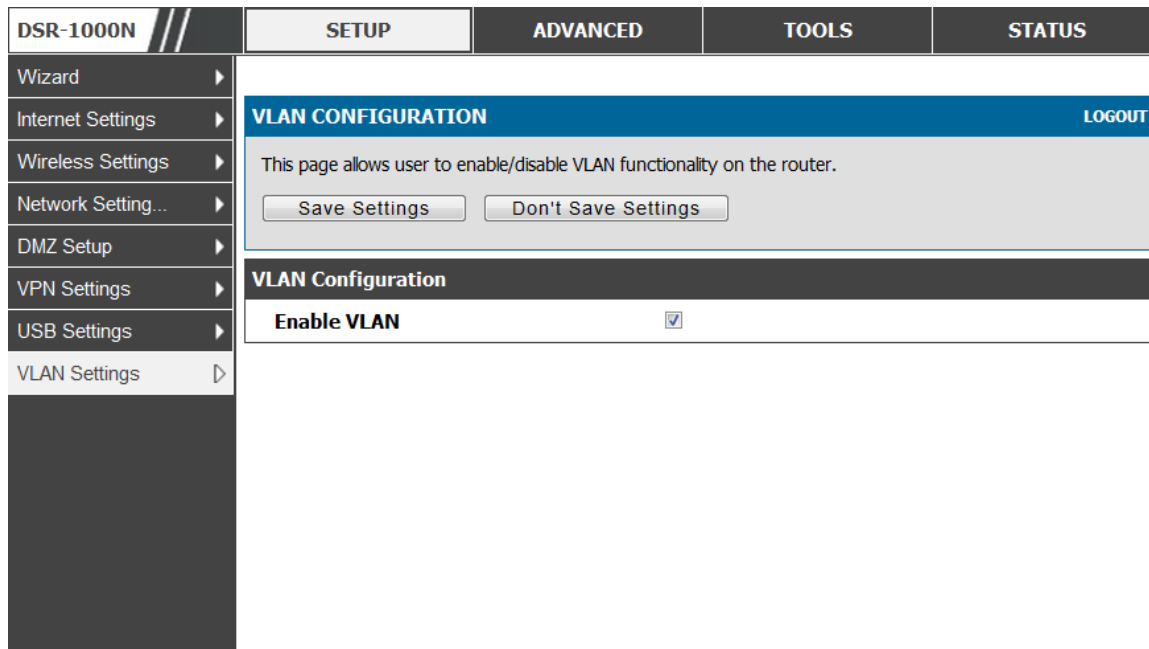 DSR-1000N
SETUP
ADVANCED
TOOLS
STATUS
Wizard
Internet Settings
Wireless Settings
Network Setting...
DMZ Setup
VPN Settings
USB Settings
VLAN Settings
VLAN CONFIGURATION
LOGOUT
This page allows user to enable/disable VLAN functionality on the router.
Save Settings
Don't Save Settings
VLAN Configuration
Enable VLAN